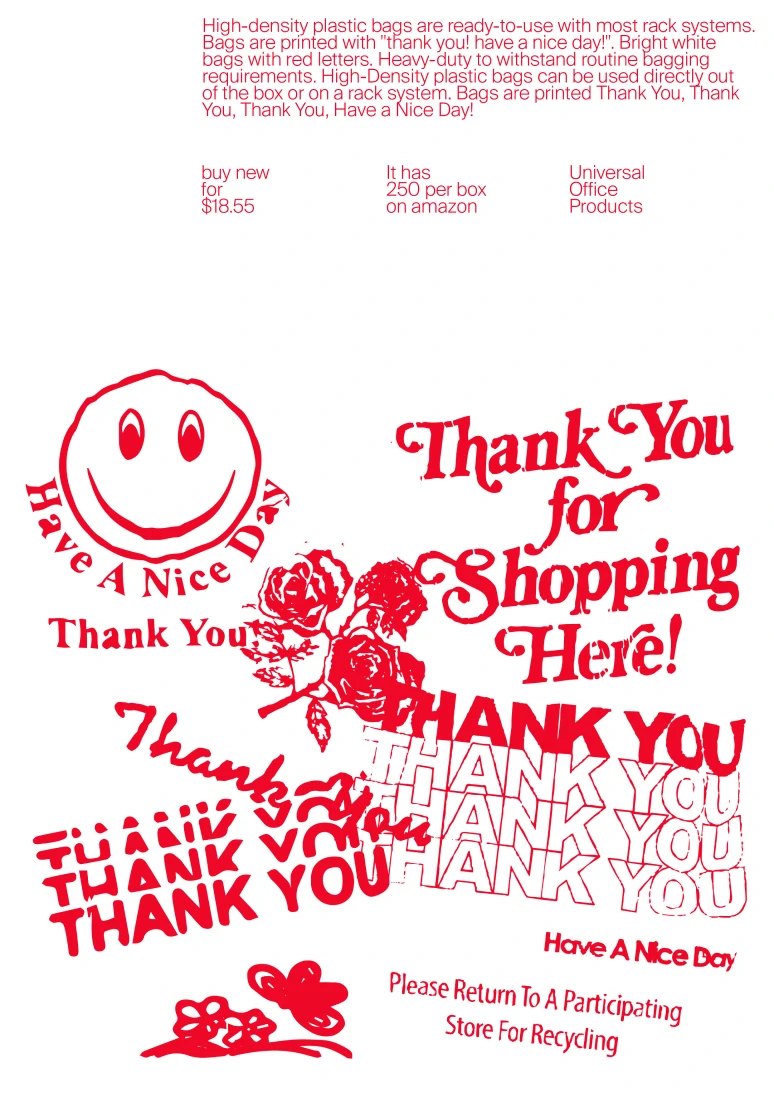 High-density plastic bags are ready-to-use with most rack systems.
Bags are printed with "thank you! have a nice day!". Bright white
bags with red letters. Heavy-duty to withstand routine bagging
requirements. High-Density plastic bags can be used directly out
of the box or on a rack system. Bags are printed Thank You, Thank
You, Thank You, Have a Nice Day!
buy new
for
$18.55
It has
250 per box
on amazon
Universal
Office
Products
Have A Nice Day
Thank You
Thank You
for
Shopping
Here!
THANK YOU
THANK YOU
THANK YOU
THANK YOU
Thank You
THANK YOU
THANK YOU
THANK YOU
Have A Nice Day
Please Return To A Participating
Store For Recycling